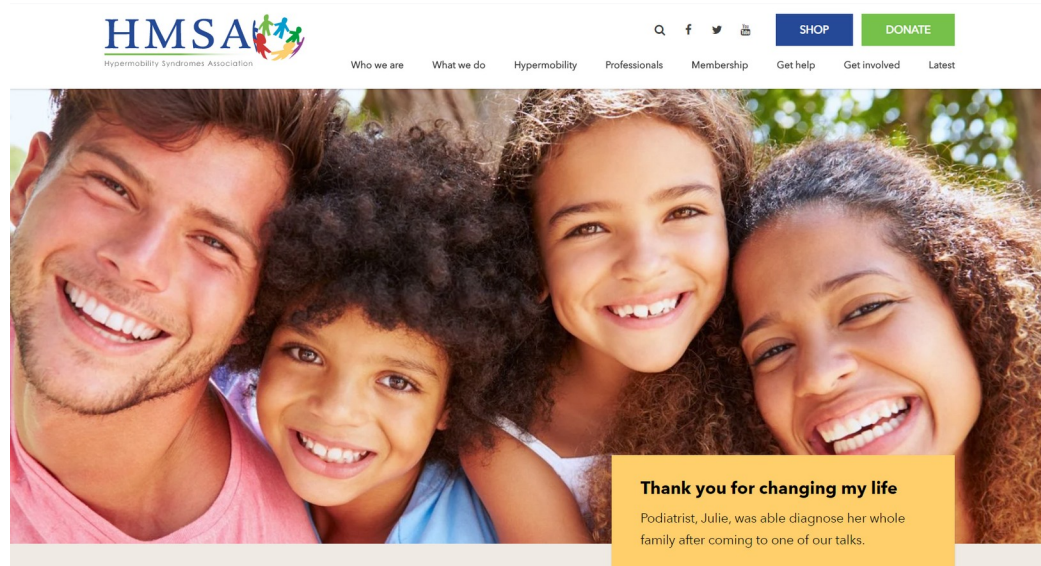 HMSA
Hypermobility Syndromes Association
SHOP
DONATE
Who we are
What we do
Hypermobility
Professionals
Membership
Get help
Get involved
Latest
Thank you for changing my life
Podiatrist, Julie, was able diagnose her whole
family after coming to one of our talks.